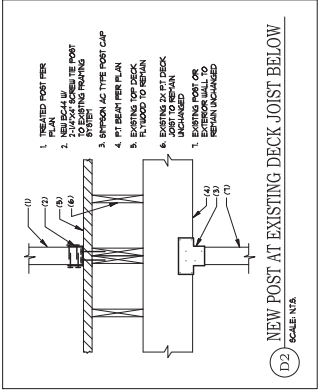 1. TREATED POST PER
PLAN
2. NEW BC44 W/
2-1/4"X4" SCREW TIE POST
TO EXISTING FRAMING
SYSTEM
3. SIMPSON AC TYPE POST CAP
4. P.T BEAM PER PLAN
5. EXISTING TOP DECK
PLYWOOD TO REMAIN
6. EXISTING 2X P.T DECK
JOIST TO REMAIN
UNCHANGED
7. EXISTING POST OR
EXTERIOR WALL TO
REMAIN UNCHANGED
(1)
(2)
(5)
(6)
(4)
(3)
(7)
D2
NEW POST AT EXISTING DECK JOIST BELOW
SCALE: N.T.S.